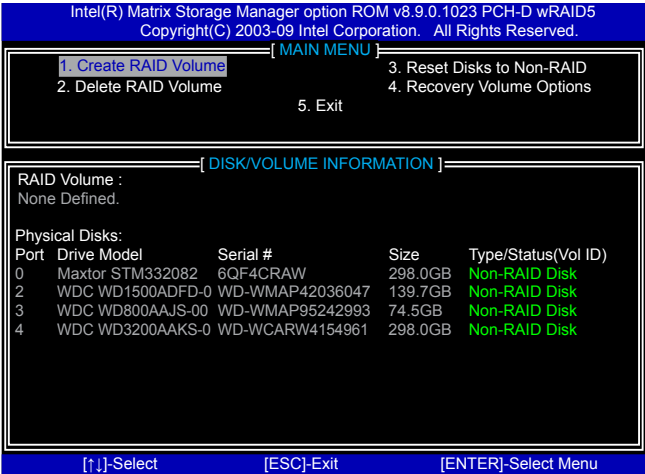 Intel(R) Matrix Storage Manager option ROM v8.9.0.1023 PCH-D wRAID5
Copyright(C) 2003-09 Intel Corporation. All Rights Reserved.
[ MAIN MENU ]
1. Create RAID Volume 3. Reset Disks to Non-RAID
2. Delete RAID Volume 4. Recovery Volume Options
5. Exit
[ DISK/VOLUME INFORMATION ]
RAID Volume :
None Defined.
Physical Disks:
Port Drive Model Serial # Size Type/Status(Vol ID)
0 Maxtor STM332082 6QF4CRAW 298.0GB Non-RAID Disk
2 WDC WD1500ADFD-0 WD-WMAP42036047 139.7GB Non-RAID Disk
3 WDC WD800AAJS-00 WD-WMAP95242993 74.5GB Non-RAID Disk
4 WDC WD3200AAKS-0 WD-WCARW4154961 298.0GB Non-RAID Disk
[↑↓]-Select [ESC]-Exit [ENTER]-Select Menu